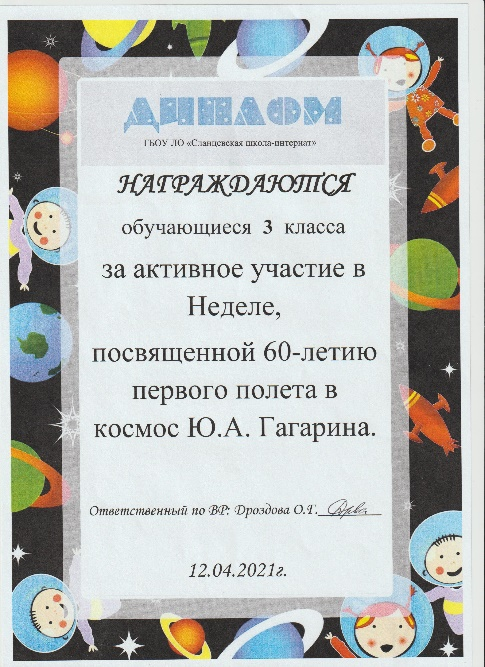 ДИПЛОМ
ГБОУ ЛО «Сланцевская школа-интернат»
НАГРАЖДАЮТСЯ
обучающиеся 3 класса
за активное участие в
Неделе,
посвященной 60-летию
первого полета в
космос Ю.А. Гагарина.
Ответственный по ВР: Дроздова О.Г.
12.04.2021г.